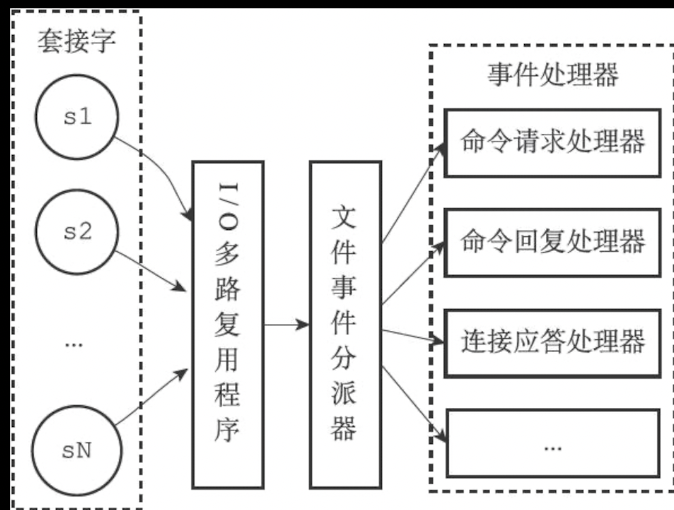 套接字
s1
s2
...
sN
I/O多路复用程序
文件事件分派器
事件处理器
命令请求处理器
命令回复处理器
连接应答处理器
...